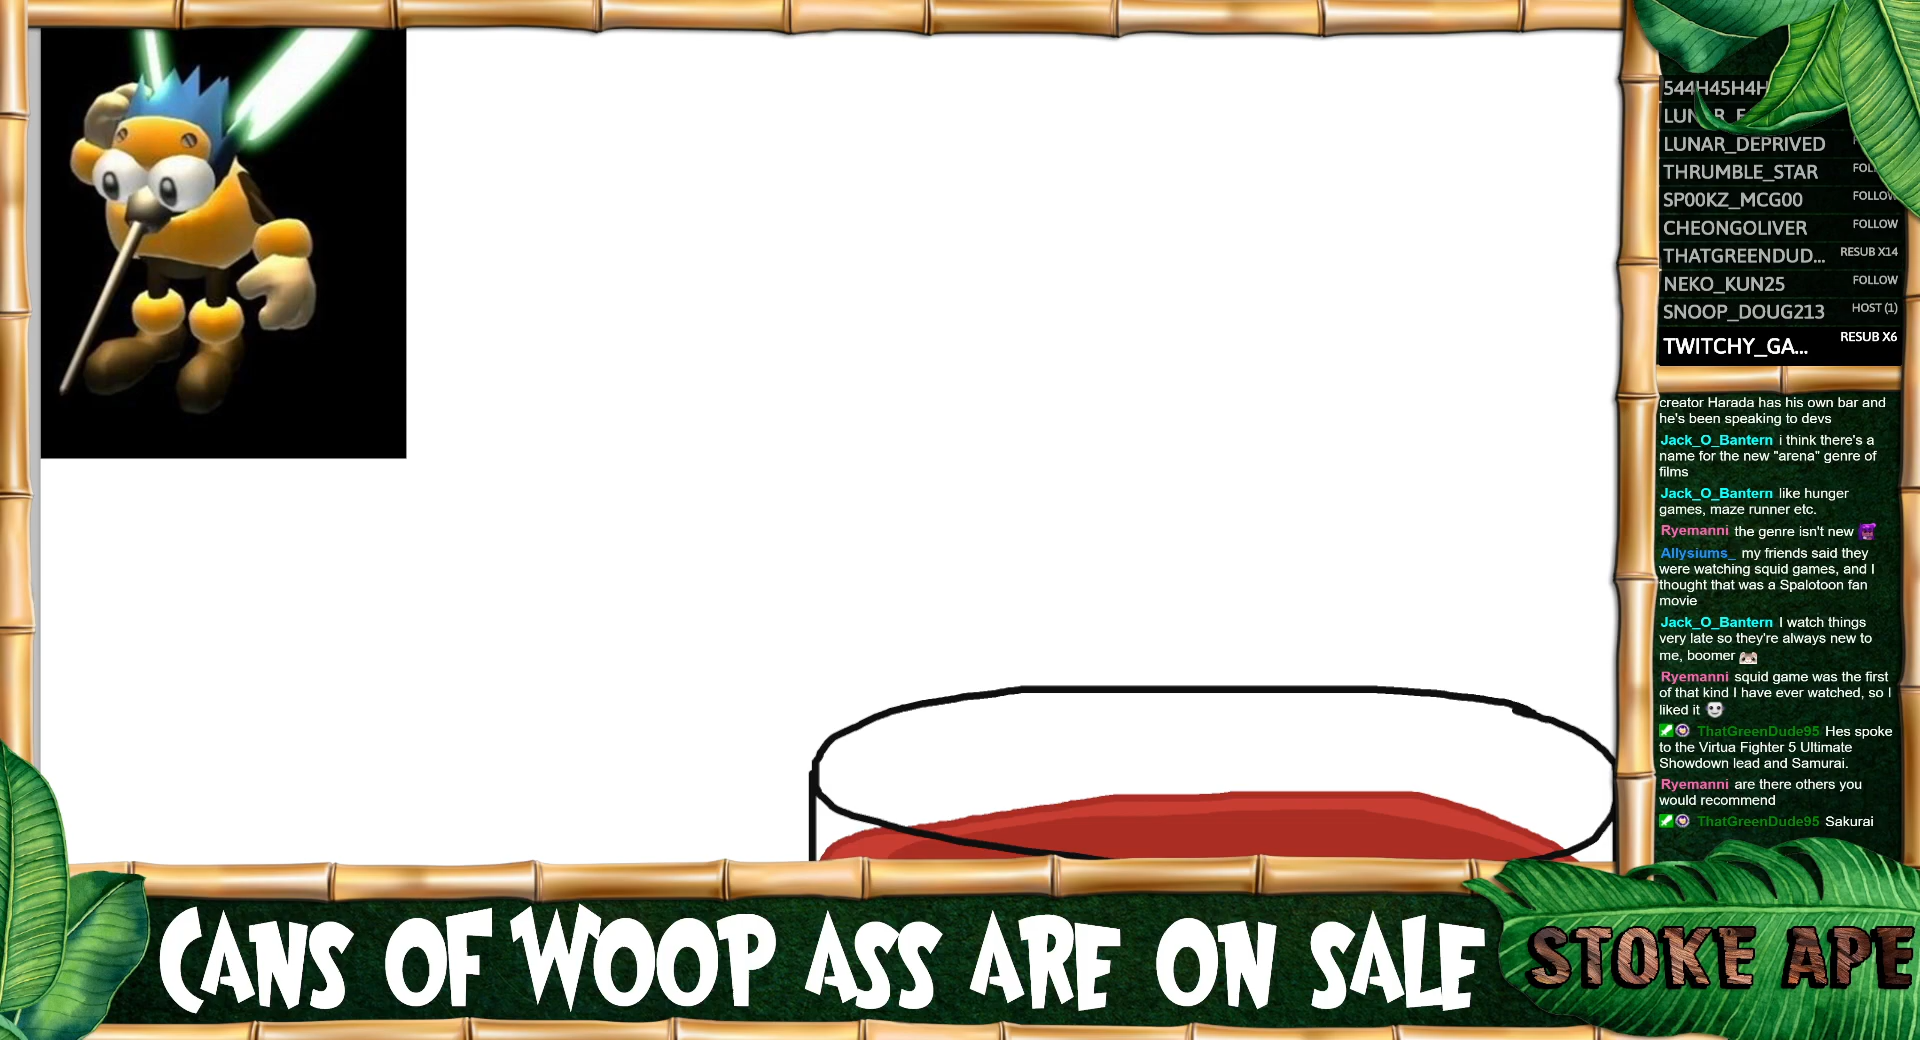 544H45H4H
LUNAR_DEPRIVED
THRUMBLE_STAR
SP00KZ_MCG00 FOLLOW
CHEONGOLIVER FOLLOW
THATGREENDUD... RESUB X14
NEKO_KUN25 FOLLOW
SNOOP_DOUG213 HOST (1)
TWITCHY_GA... RESUB X6
creator Harada has his own bar and
he's been speaking to devs
Jack_O_Bantern i think there's a
name for the new "arena" genre of
films
Jack_O_Bantern like hunger
games, maze runner etc.
Ryemanni the genre isn't new
Allysiums_ my friends said they
were watching squid games, and I
thought that was a Spalotoon fan
movie
Jack_O_Bantern I watch things
very late so they're always new to
me, boomer
Ryemanni squid game was the first
of that kind I have ever watched, so I
liked it
ThatGreenDude95 Hes spoke
to the Virtua Fighter 5 Ultimate
Showdown lead and Samurai.
Ryemanni are there others you
would recommend
ThatGreenDude95 Sakurai
CANS OF WOOP ASS ARE ON SALE
STOKE APE